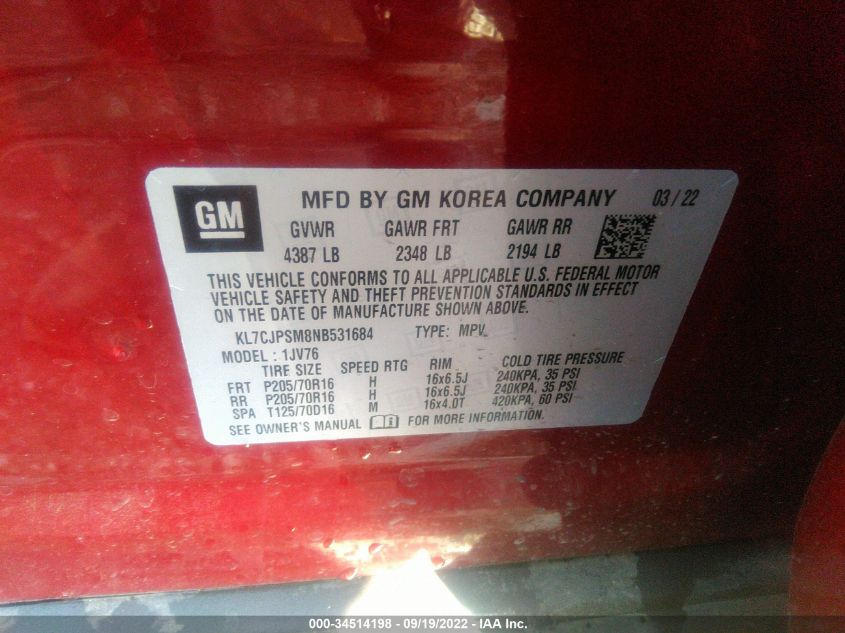 GM
MFD BY GM KOREA COMPANY 03 / 22
GVWR GAWR FRT GAWR RR
4387 LB 2348 LB 2194 LB
THIS VEHICLE CONFORMS TO ALL APPLICABLE U.S. FEDERAL MOTOR
VEHICLE SAFETY AND THEFT PREVENTION STANDARDS IN EFFECT
ON THE DATE OF MANUFACTURE SHOWN ABOVE.
KL7CJPSM8NB531684 TYPE: MPV
MODEL : 1JV76
TIRE SIZE SPEED RTG RIM COLD TIRE PRESSURE
FRT P205/70R16 H 16x6.5J 240KPA, 35 PSI
RR P205/70R16 H 16x6.5J 240KPA, 35 PSI
SPA T125/70D16 M 16x4.0T 420KPA, 60 PSI
SEE OWNER'S MANUAL FOR MORE INFORMATION.
000-34514198 - 09/19/2022 - IAA Inc.